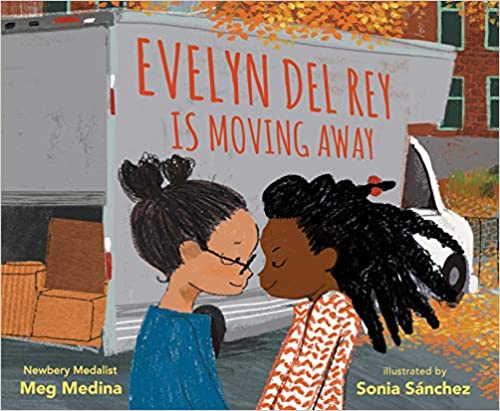 EVELYN DEL REY
IS MOVING AWAY
Newbery Medalist
Meg Medina
illustrated by
Sonia Sánchez